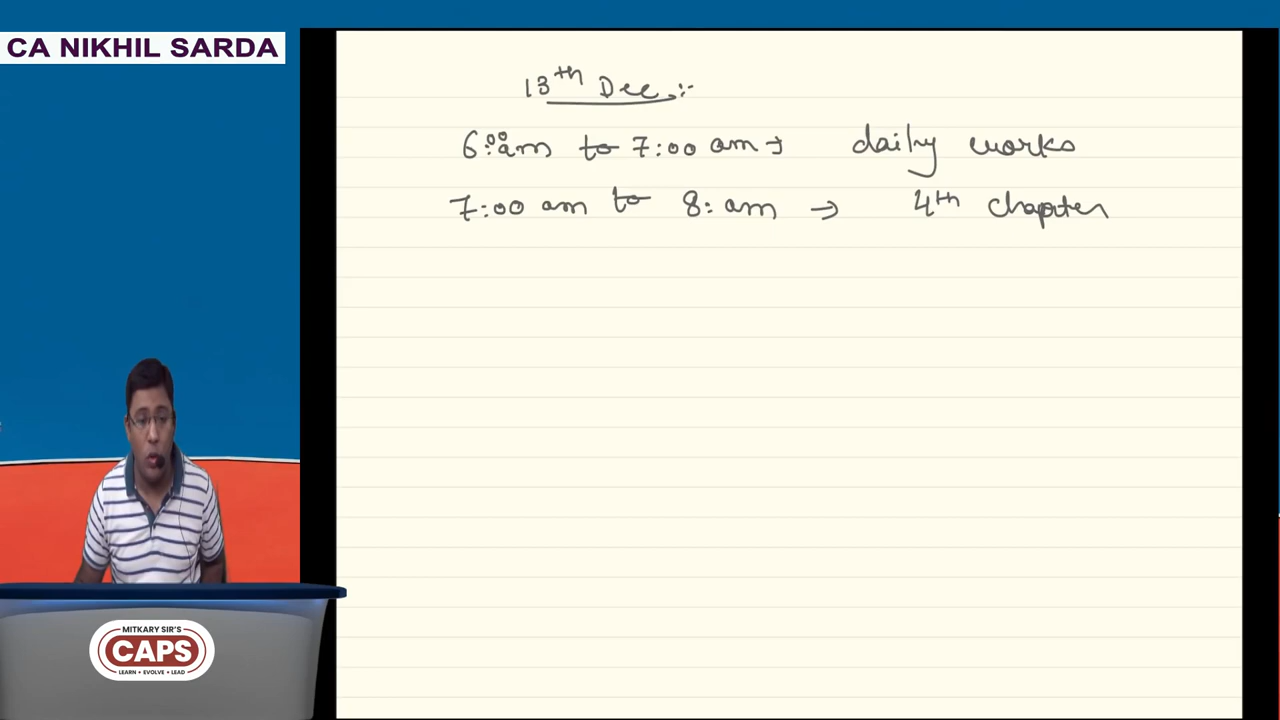 CA NIKHIL SARDA
13th Dec :-
6:00 am to 7:00 am → daily works
7:00 am to 8: am → 4th chapter
MITKARY SIR'S
CAPS
LEARN • EVOLVE • LEAD